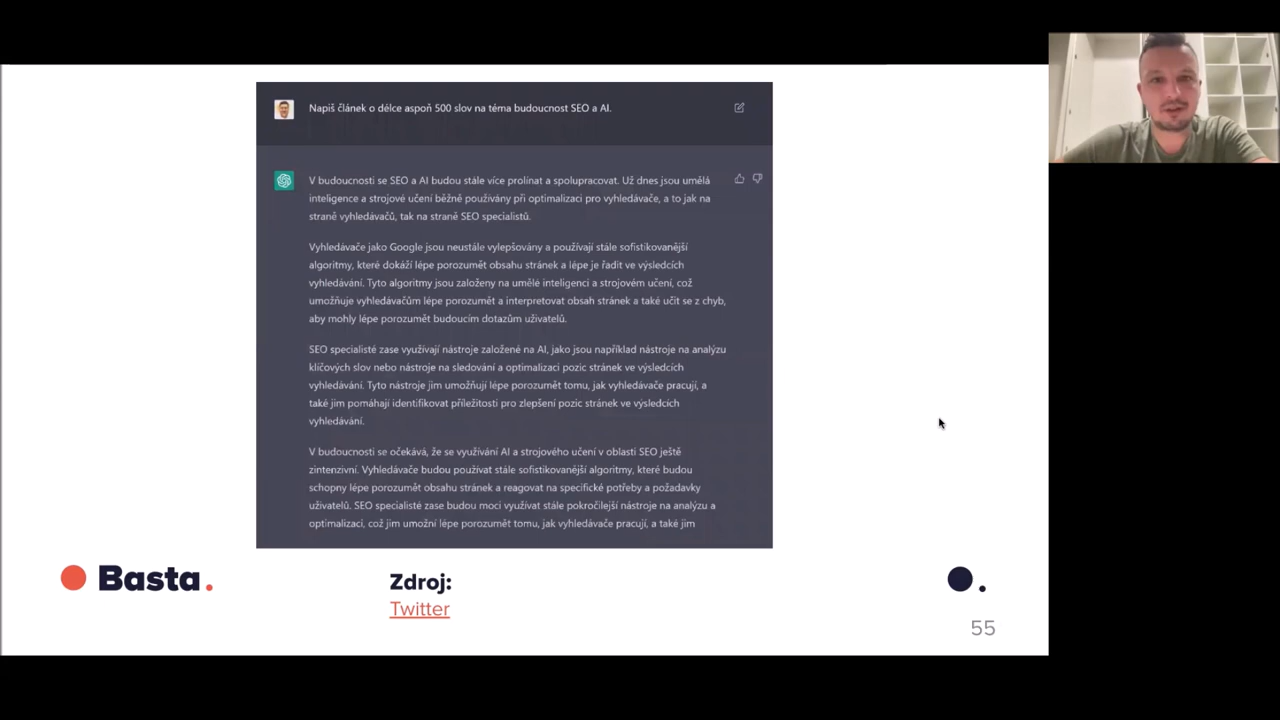 Napiš článek o délce aspoň 500 slov na téma budoucnost SEO a AI.
V budoucnosti se SEO a AI budou stále více prolínat a spolupracovat. Už dnes jsou umělá
inteligence a strojové učení běžně používány při optimalizaci pro vyhledávače, a to jak na
straně vyhledávačů, tak na straně SEO specialistů.
Vyhledávače jako Google jsou neustále vylepšovány a používají stále sofistikovanější
algoritmy, které dokáží lépe porozumět obsahu stránek a lépe je řadit ve výsledcích
vyhledávání. Tyto algoritmy jsou založeny na umělé inteligenci a strojovém učení, což
umožňuje vyhledávačům lépe porozumět a interpretovat obsah stránek a také učit se z chyb,
aby mohly lépe porozumět budoucím dotazům uživatelů.
SEO specialisté zase využívají nástroje založené na AI, jako jsou například nástroje na analýzu
klíčových slov nebo nástroje na sledování a optimalizaci pozic stránek ve výsledcích
vyhledávání. Tyto nástroje jim umožňují lépe porozumět tomu, jak vyhledávače pracují, a
také jim pomáhají identifikovat příležitosti pro zlepšení pozic stránek ve výsledcích
vyhledávání.
V budoucnosti se očekává, že se využívání AI a strojového učení v oblasti SEO ještě
zintenzivní. Vyhledávače budou používat stále sofistikovanější algoritmy, které budou
schopny lépe porozumět obsahu stránek a reagovat na specifické potřeby a požadavky
uživatelů. SEO specialisté zase budou moci využívat stále pokročilejší nástroje na analýzu a
optimalizaci, což jim umožní lépe porozumět tomu, jak vyhledávače pracují, a také jim
Basta.
Zdroj:
Twitter
55